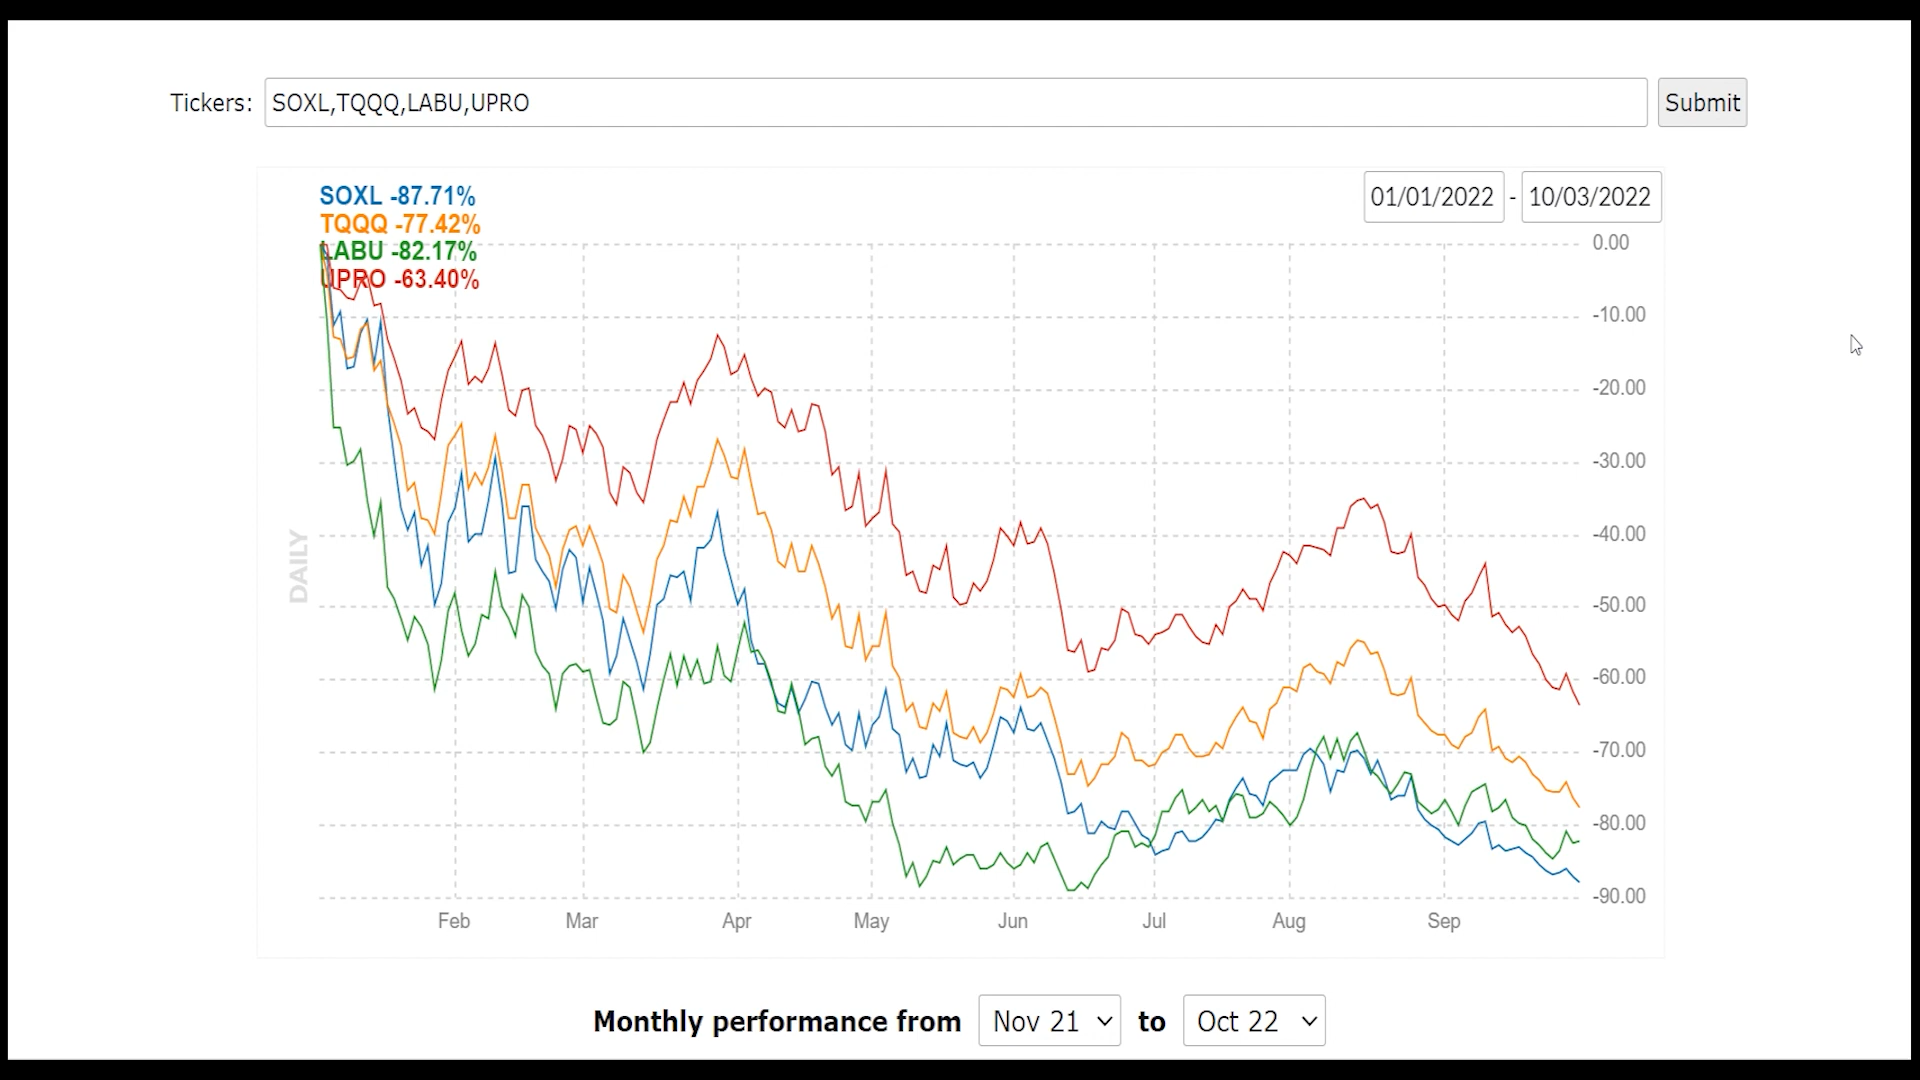 Tickers: SOXL,TQQQ,LABU,UPRO Submit
SOXL -87.71%
TQQQ -77.42%
LABU -82.17%
UPRO -63.40%
01/01/2022 - 10/03/2022
0.00
-10.00
-20.00
-30.00
-40.00
-50.00
-60.00
-70.00
-80.00
-90.00
DAILY
Feb Mar Apr May Jun Jul Aug Sep
Monthly performance from Nov 21 to Oct 22